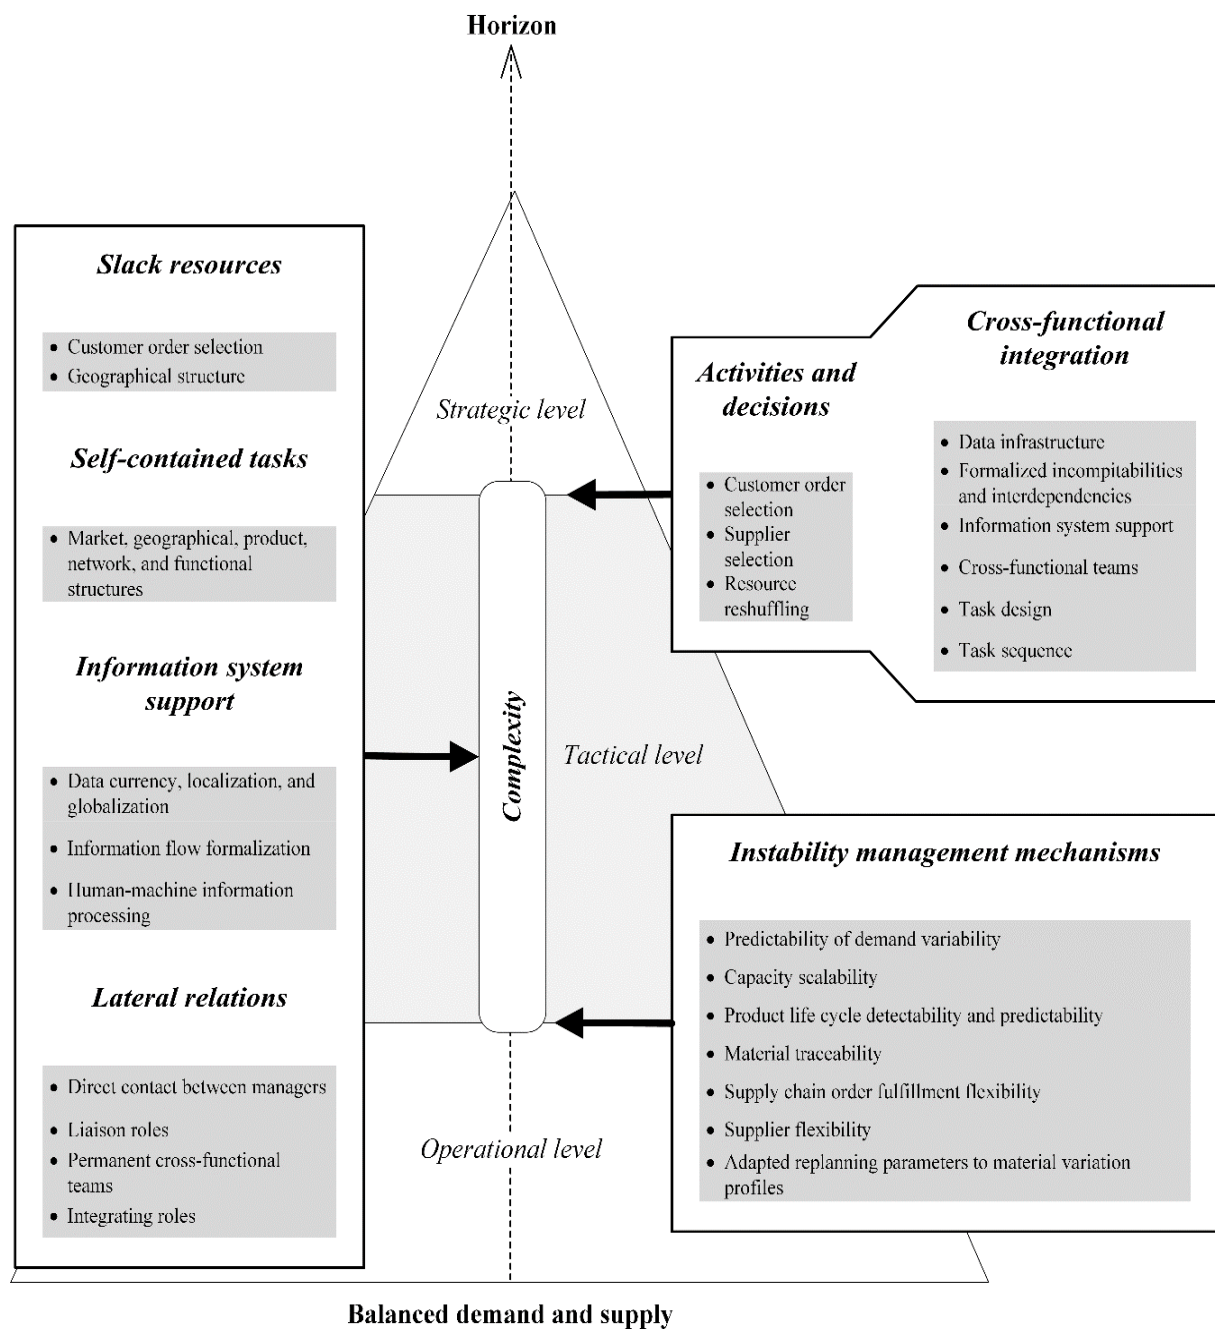 Horizon
Slack resources
• Customer order selection
• Geographical structure
Self-contained tasks
• Market, geographical, product,
network, and functional
structures
Information system
support
• Data currency, localization, and
globalization
• Information flow formalization
• Human-machine information
processing
Lateral relations
• Direct contact between managers
• Liaison roles
• Permanent cross-functional
teams
• Integrating roles
Strategic level
Complexity
Tactical level
Operational level
Activities and
decisions
• Customer order
selection
• Supplier
selection
• Resource
reshuffling
Cross-functional
integration
• Data infrastructure
• Formalized incompitabilities
and interdependencies
• Information system support
• Cross-functional teams
• Task design
• Task sequence
Instability management mechanisms
• Predictability of demand variability
• Capacity scalability
• Product life cycle detectability and predictability
• Material traceability
• Supply chain order fulfillment flexibility
• Supplier flexibility
• Adapted replanning parameters to material variation
profiles
Balanced demand and supply